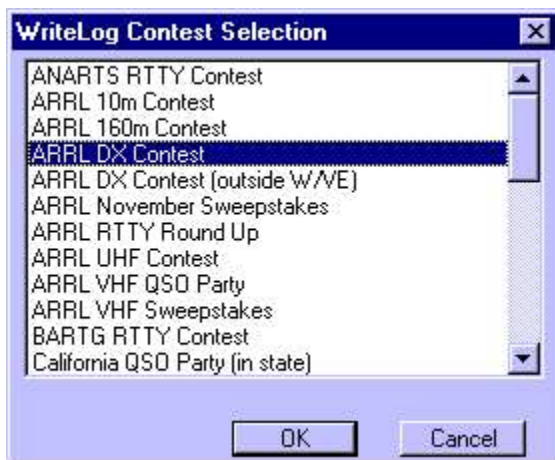 WriteLog Contest Selection
ANARTS RTTY Contest
ARRL 10m Contest
ARRL 160m Contest
ARRL DX Contest
ARRL DX Contest (outside W/VE)
ARRL November Sweepstakes
ARRL RTTY Round Up
ARRL UHF Contest
ARRL VHF QSO Party
ARRL VHF Sweepstakes
BARTG RTTY Contest
California QSO Party (in state)
OK Cancel